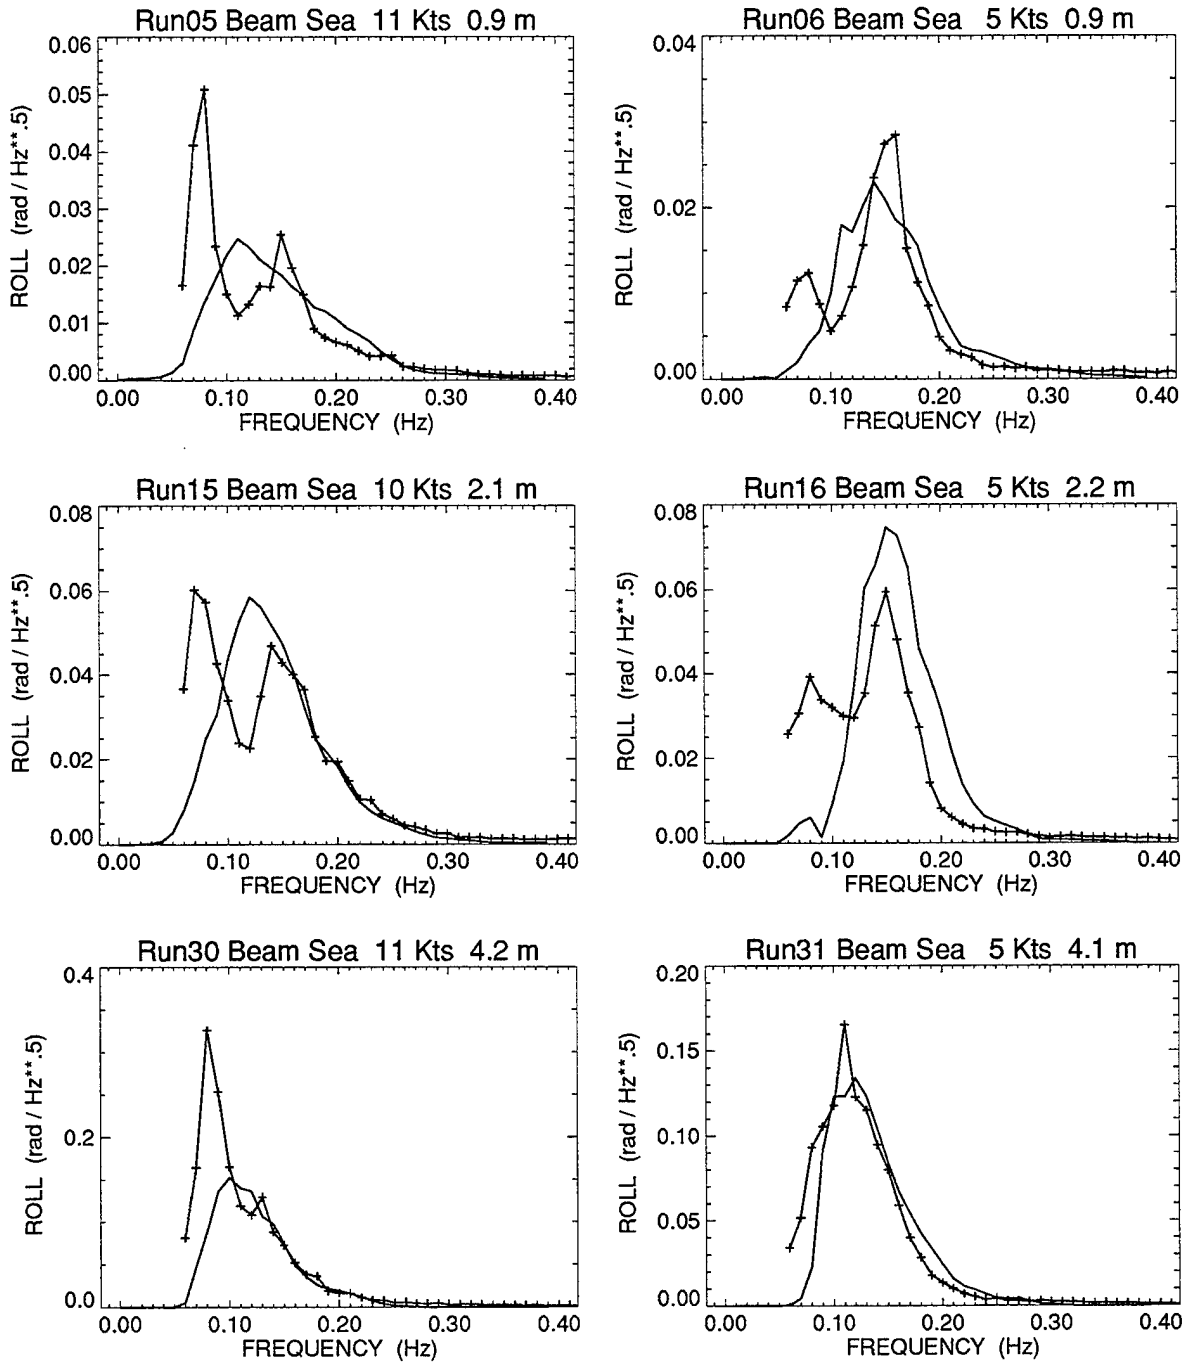 Run05 Beam Sea 11 Kts 0.9 m
0.06
0.05
0.04
0.03
0.02
0.01
0.00
ROLL (rad / Hz**.5)
0.00 0.10 0.20 0.30 0.40
FREQUENCY (Hz)
Run06 Beam Sea 5 Kts 0.9 m
0.04
0.02
0.00
ROLL (rad / Hz**.5)
0.00 0.10 0.20 0.30 0.40
FREQUENCY (Hz)
Run15 Beam Sea 10 Kts 2.1 m
0.08
0.06
0.04
0.02
0.00
ROLL (rad / Hz**.5)
0.00 0.10 0.20 0.30 0.40
FREQUENCY (Hz)
Run16 Beam Sea 5 Kts 2.2 m
0.08
0.06
0.04
0.02
0.00
ROLL (rad / Hz**.5)
0.00 0.10 0.20 0.30 0.40
FREQUENCY (Hz)
Run30 Beam Sea 11 Kts 4.2 m
0.4
0.2
0.0
ROLL (rad / Hz**.5)
0.00 0.10 0.20 0.30 0.40
FREQUENCY (Hz)
Run31 Beam Sea 5 Kts 4.1 m
0.20
0.15
0.10
0.05
0.00
ROLL (rad / Hz**.5)
0.00 0.10 0.20 0.30 0.40
FREQUENCY (Hz)